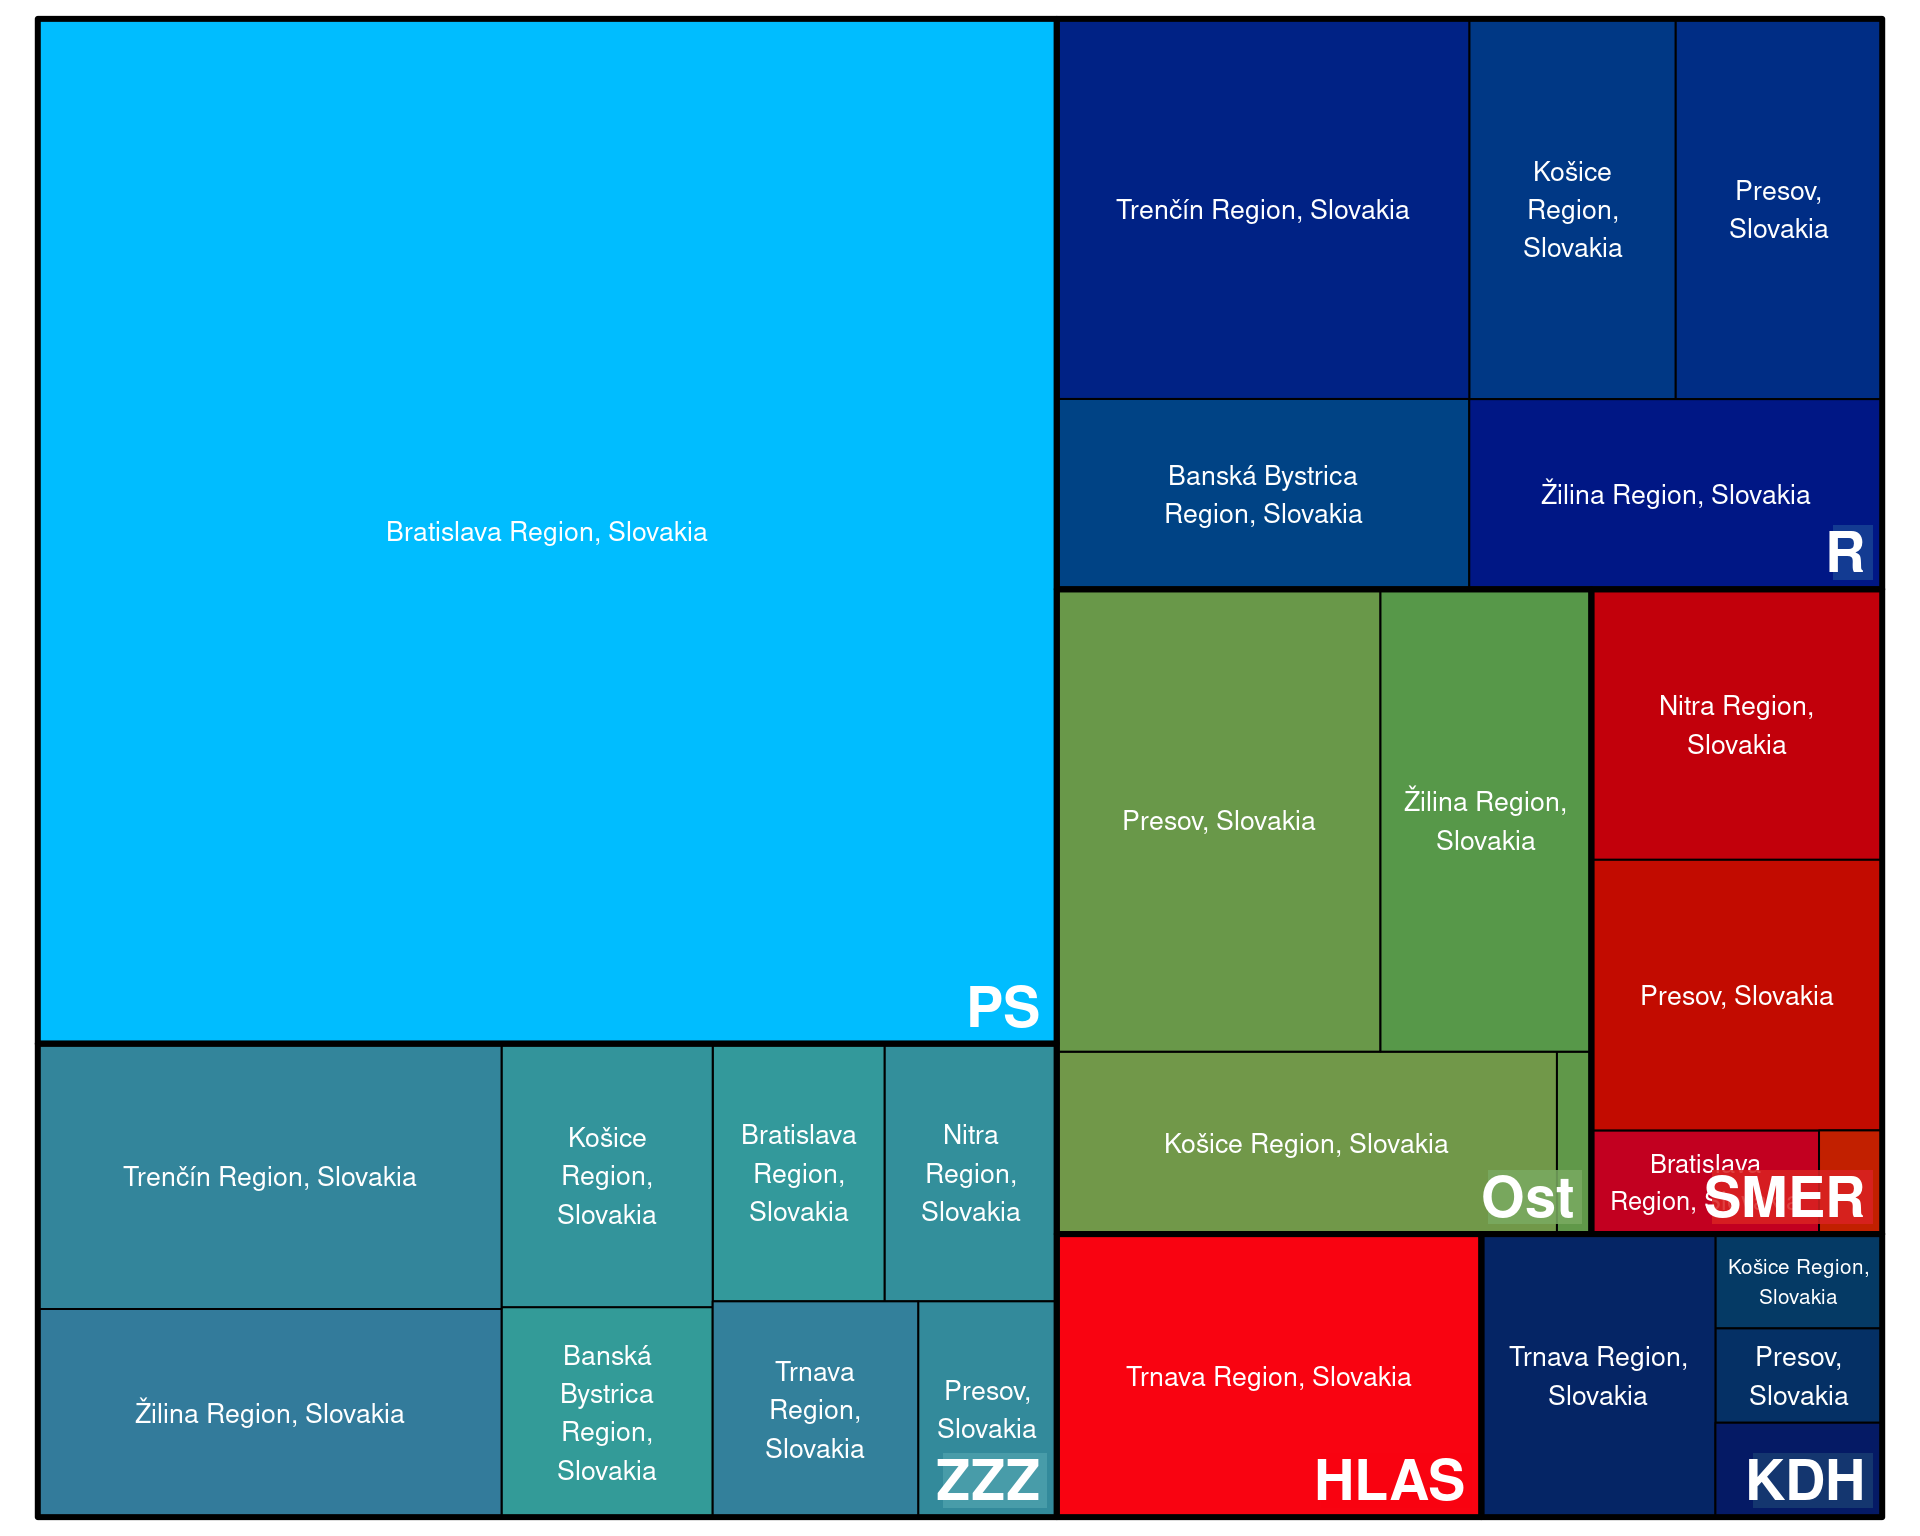 Bratislava Region, Slovakia
PS
Trenčín Region, Slovakia
Košice
Region,
Slovakia
Presov,
Slovakia
Banská Bystrica
Region, Slovakia
Žilina Region, Slovakia
R
Presov, Slovakia
Žilina Region,
Slovakia
Košice Region, Slovakia
Ost
Nitra Region,
Slovakia
Presov, Slovakia
Bratislava
Region,
SMER
Trenčín Region, Slovakia
Košice
Region,
Slovakia
Bratislava
Region,
Slovakia
Nitra
Region,
Slovakia
Žilina Region, Slovakia
Banská
Bystrica
Region,
Slovakia
Trnava
Region,
Slovakia
Presov,
Slovakia
ZZZ
Trnava Region, Slovakia
HLAS
Trnava Region,
Slovakia
Košice Region,
Slovakia
Presov,
Slovakia
KDH